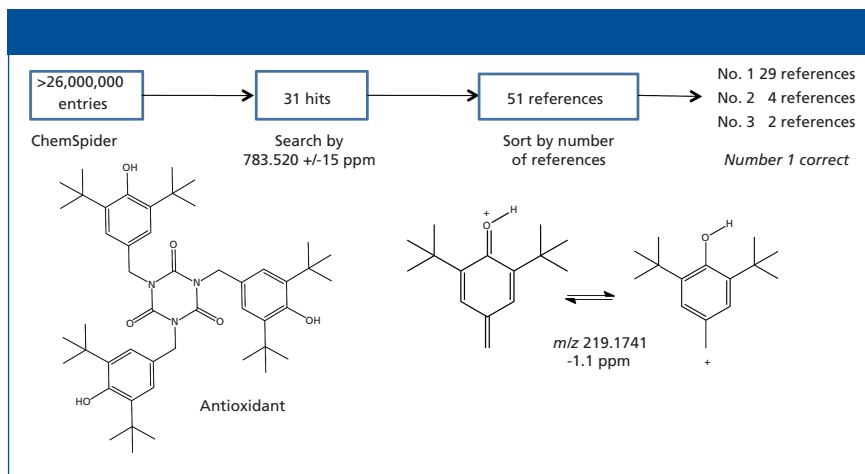 >26,000,000
entries
31 hits
51 references
No. 1 29 references
No. 2 4 references
No. 3 2 references
ChemSpider
Search by
783.520 +/-15 ppm
Sort by number
of references
Number 1 correct
OH
O
O
N
N
N
O
OH
HO
Antioxidant
+
O
H
m/z 219.1741
-1.1 ppm
O
H
+